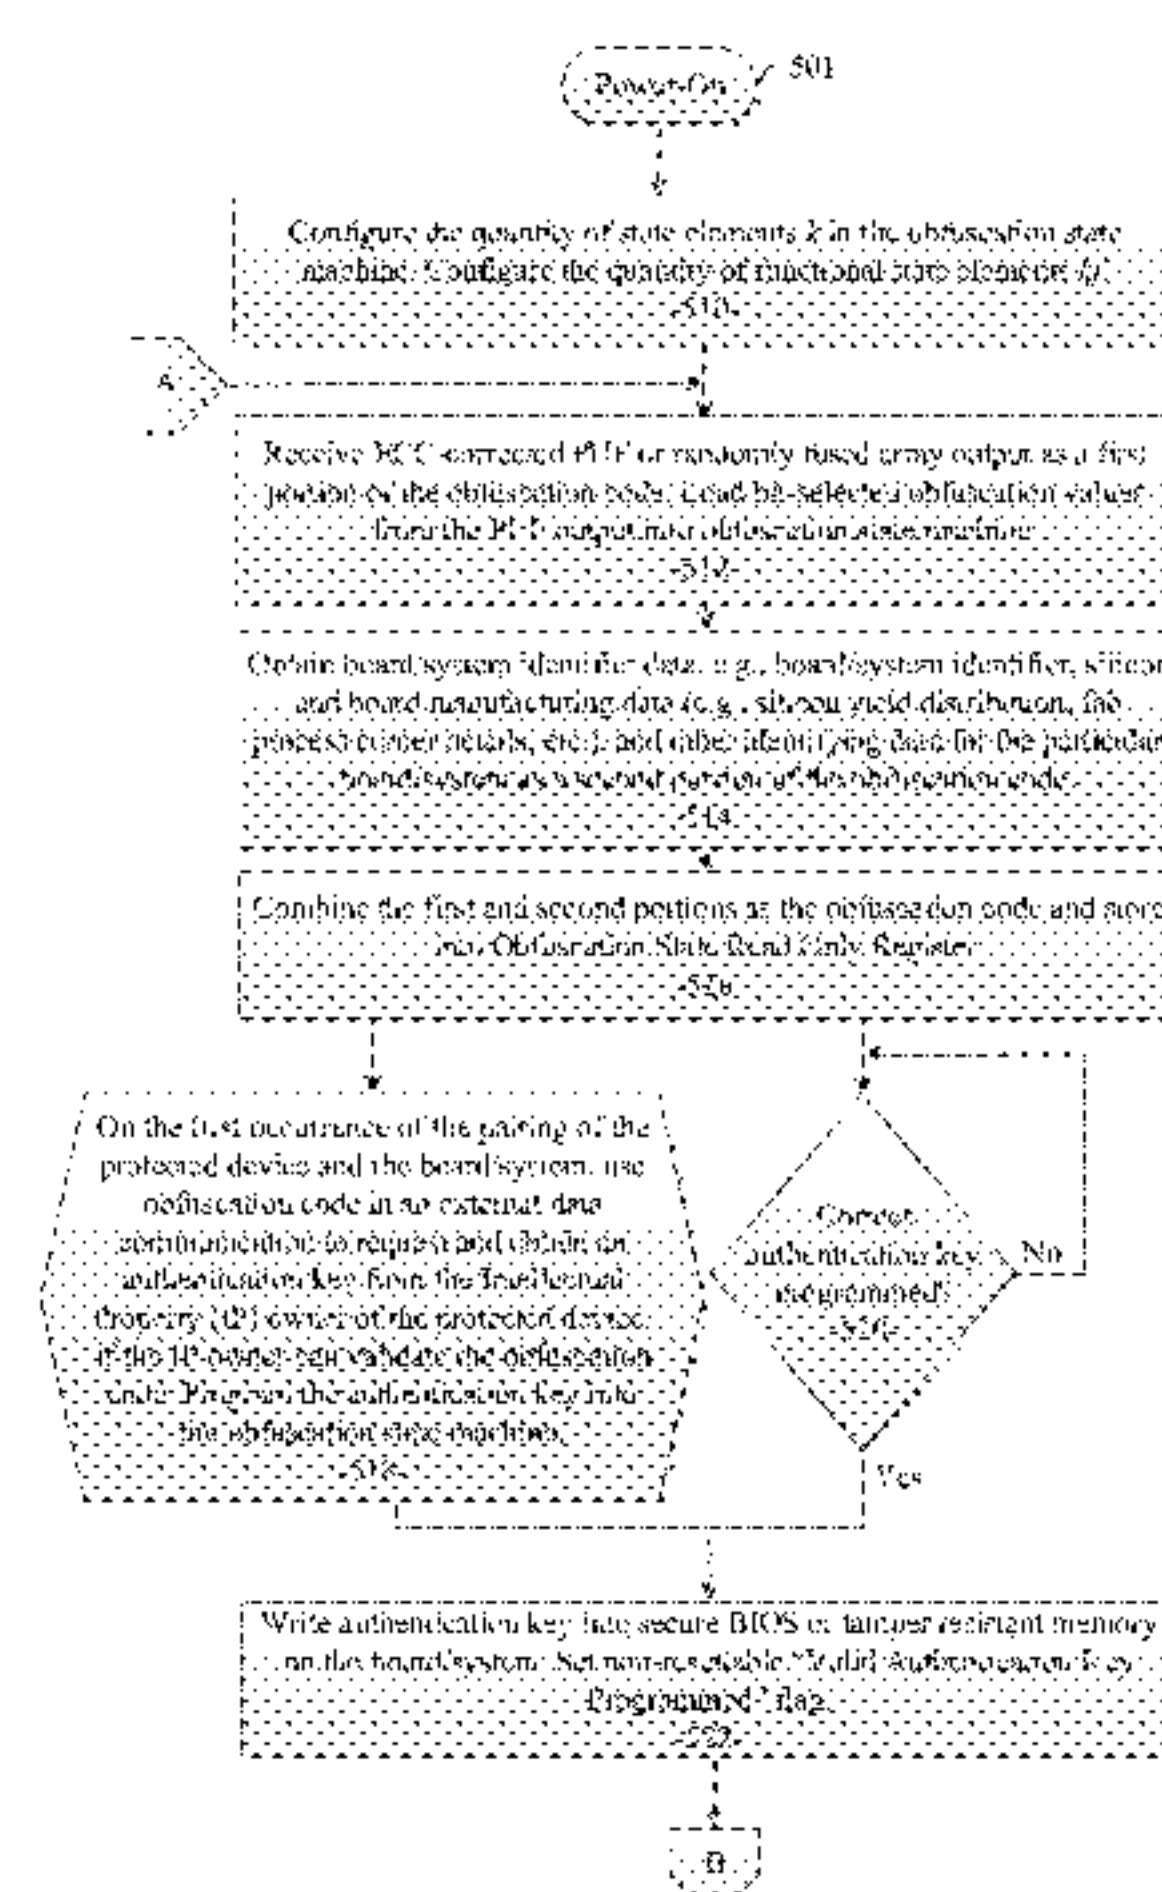 Power-On
501
Configure the quantity of state elements k in the obfuscation state
machine. Configure the quantity of functional state elements
-510-
A
Receive ECC-corrected PUF or randomly fused array output as a first
portion of the obfuscation code. Load bit-selected obfuscation values
from the PUF output into obfuscation state machine
-512-
Obtain board/system identifier data, e.g., board/system identifier, silicon
and board manufacturing data (e.g., silicon yield distribution, fab
process corner details, etc.), and other identifying data for the particular
board/system as a second portion of the obfuscation code.
-514-
Combine the first and second portions as the obfuscation code and store
into Obfuscation State Read Only Register
On the first occurrence of the pairing of the
protected device and the board/system, use
obfuscation code in an external data
communication to request and obtain an
authentication key from the Intellectual
Property (IP) owner of the protected device,
if the IP owner can validate the obfuscation
code. Program the authentication key into
the obfuscation state machine.
-518-
Correct
authentication key
programmed?
No
Yes
Write authentication key into secure BIOS or tamper resistant memory
on the board/system. Set non-resetable "Valid Authentication Key
Programmed" flag.
-522-
B